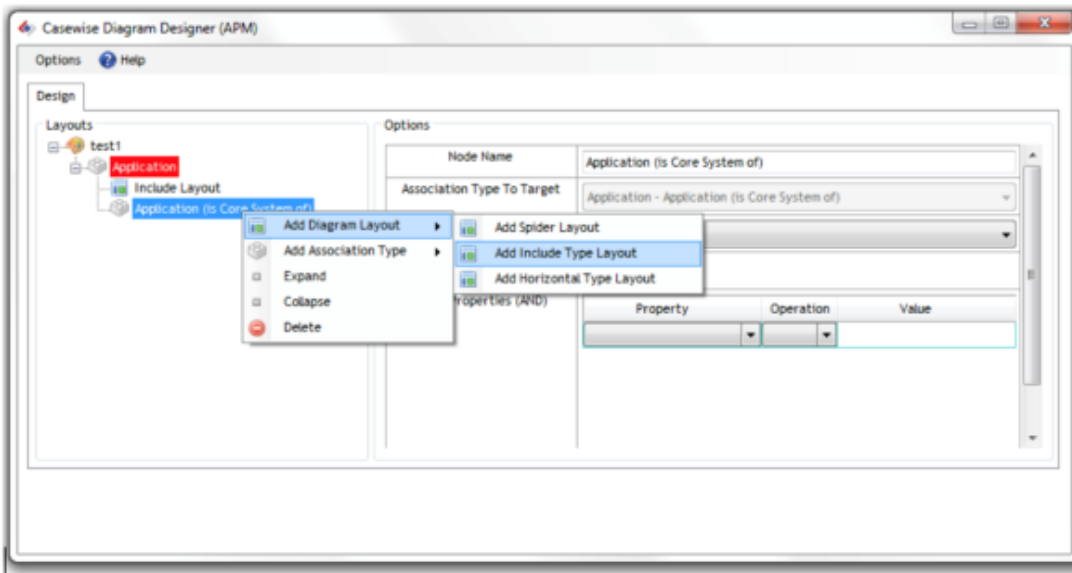 Casewise Diagram Designer (APM)
Options Help
Design
Layouts
test1
Application
Include Layout
Application (is Core System of)
Add Diagram Layout
Add Association Type
Expand
Collapse
Delete
Add Spider Layout
Add Include Type Layout
Add Horizontal Type Layout
Options
Node Name
Application (is Core System of)
Association Type To Target
Application - Application (is Core System of)
Properties (AND)
Property Operation Value